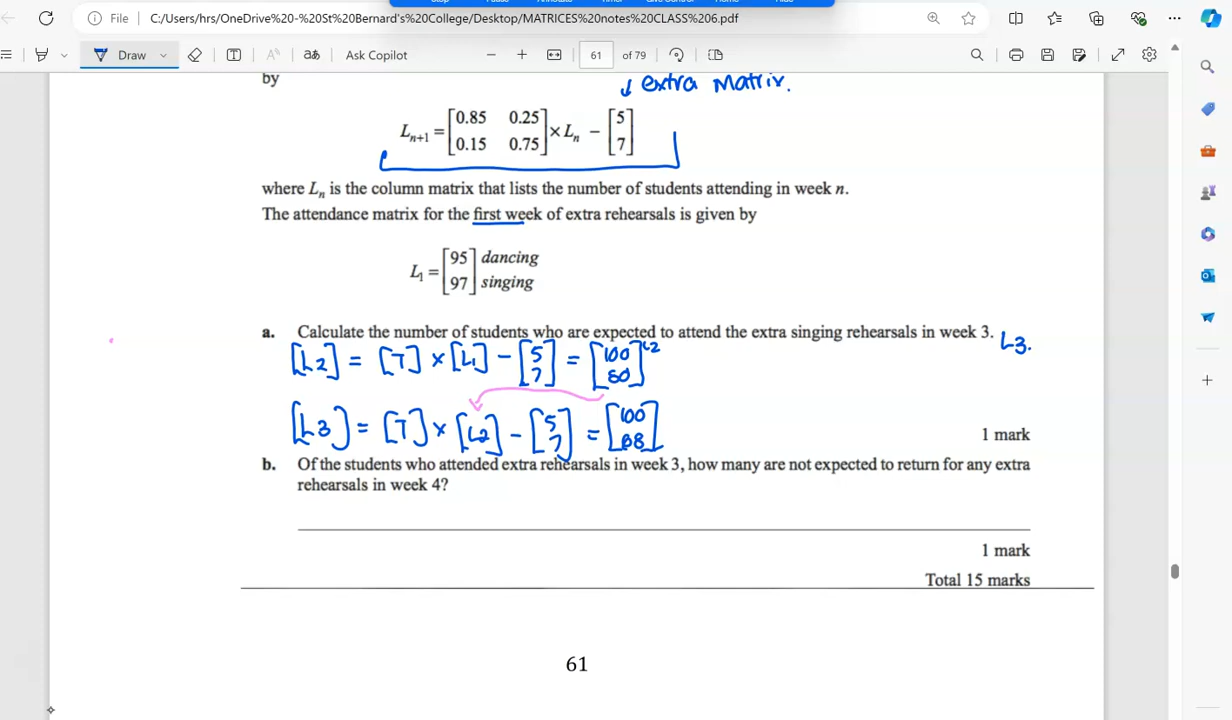 File C:/Users/hrs/OneDrive%20-%20St%20Bernard's%20College/Desktop/MATRICES%20notes%20CLASS%206.pdf
Draw Ask Copilot 61 of 79
by ↓ extra Matrix.
L_{n+1} = [0.85 0.25; 0.15 0.75] × L_n − [5; 7]
where L_n is the column matrix that lists the number of students attending in week n.
The attendance matrix for the first week of extra rehearsals is given by
L_1 = [95; 97] dancing singing
a. Calculate the number of students who are expected to attend the extra singing rehearsals in week 3. L3.
[L2] = [T] × [L1] − [5; 7] = [100; 80] L2
[L3] = [T] × [L2] − [5; 7] = [100; 68]
1 mark
b. Of the students who attended extra rehearsals in week 3, how many are not expected to return for any extra
rehearsals in week 4?
1 mark
Total 15 marks
61